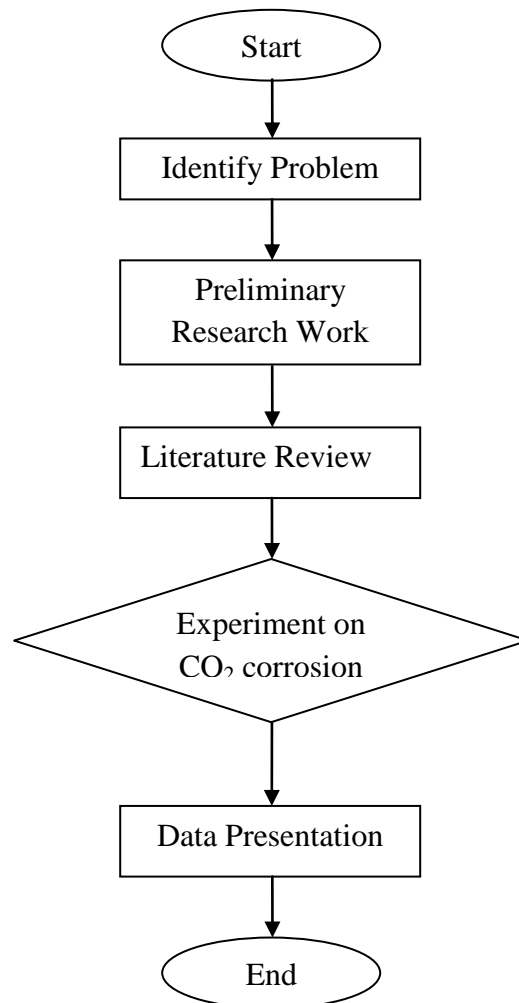 Start
Identify Problem
Preliminary
Research Work
Literature Review
Experiment on
CO₂ corrosion
Data Presentation
End